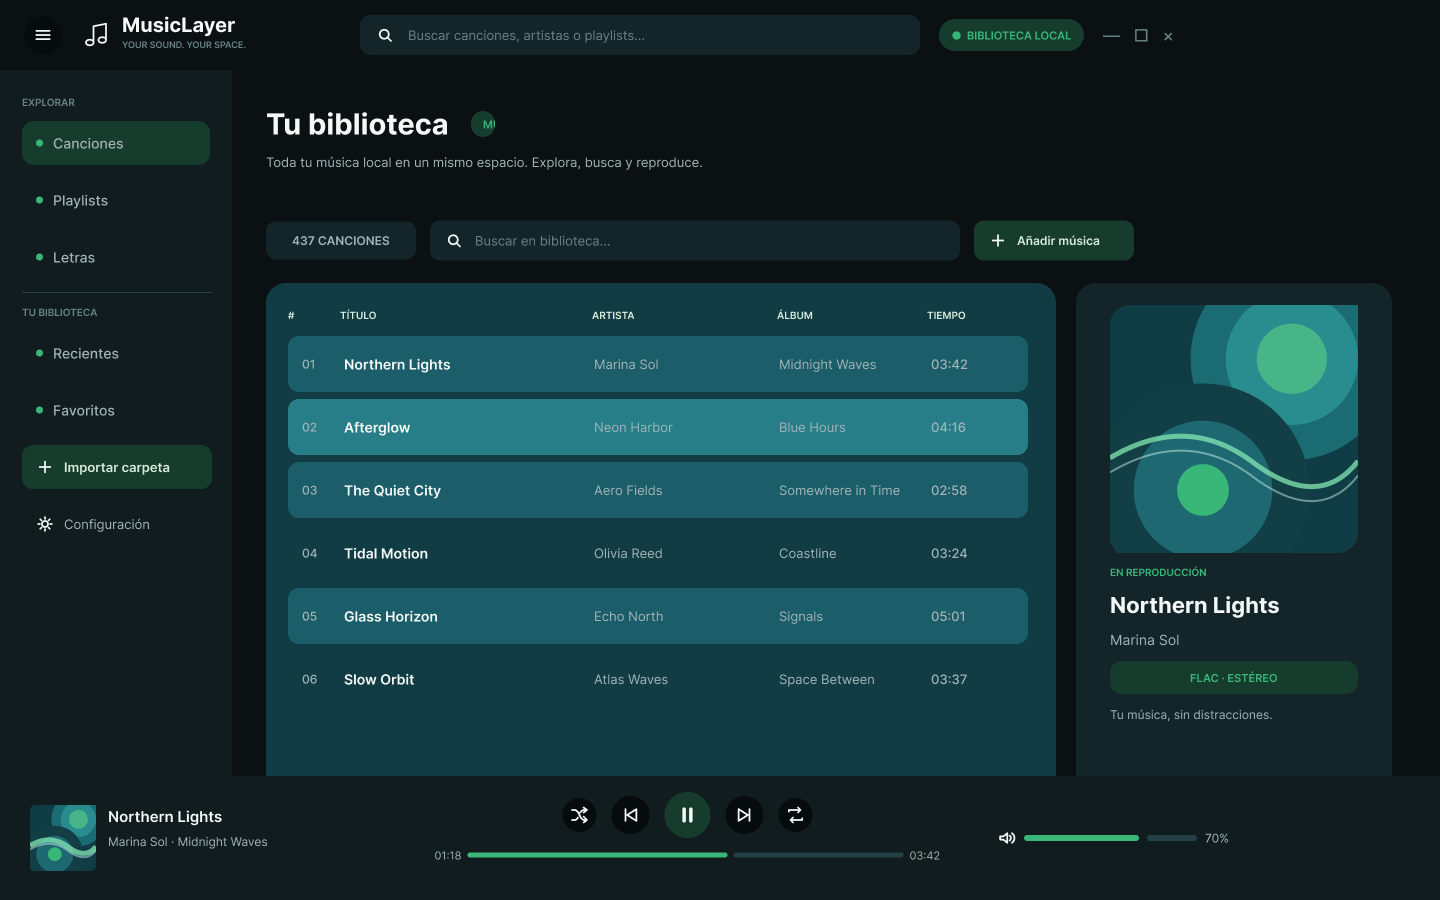 MusicLayer
YOUR SOUND. YOUR SPACE.
Buscar canciones, artistas o playlists...
BIBLIOTECA LOCAL
EXPLORAR
Canciones
Playlists
Letras
TU BIBLIOTECA
Recientes
Favoritos
Importar carpeta
Configuración
Tu biblioteca
Toda tu música local en un mismo espacio. Explora, busca y reproduce.
437 CANCIONES
Buscar en biblioteca...
Añadir música
# TÍTULO ARTISTA ÁLBUM TIEMPO
01 Northern Lights Marina Sol Midnight Waves 03:42
02 Afterglow Neon Harbor Blue Hours 04:16
03 The Quiet City Aero Fields Somewhere in Time 02:58
04 Tidal Motion Olivia Reed Coastline 03:24
05 Glass Horizon Echo North Signals 05:01
06 Slow Orbit Atlas Waves Space Between 03:37
EN REPRODUCCIÓN
Northern Lights
Marina Sol
FLAC · ESTÉREO
Tu música, sin distracciones.
Northern Lights
Marina Sol · Midnight Waves
01:18
03:42
70%